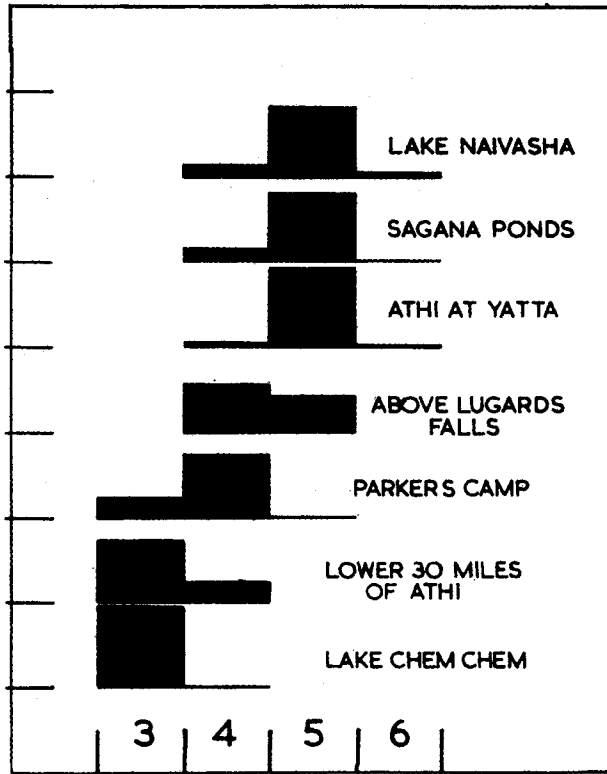 LAKE NAIVASHA
SAGANA PONDS
ATHI AT YATTA
ABOVE LUGARDS
FALLS
PARKERS CAMP
LOWER 30 MILES
OF ATHI
LAKE CHEM CHEM
3 4 5 6